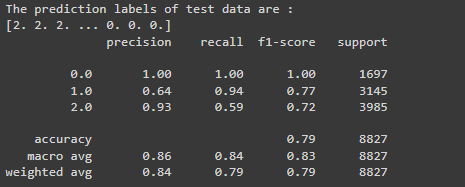 The prediction labels of test data are :
[2. 2. 2. ... 0. 0. 0.]
precision recall f1-score support
0.0 1.00 1.00 1.00 1697
1.0 0.64 0.94 0.77 3145
2.0 0.93 0.59 0.72 3985
accuracy 0.79 8827
macro avg 0.86 0.84 0.83 8827
weighted avg 0.84 0.79 0.79 8827